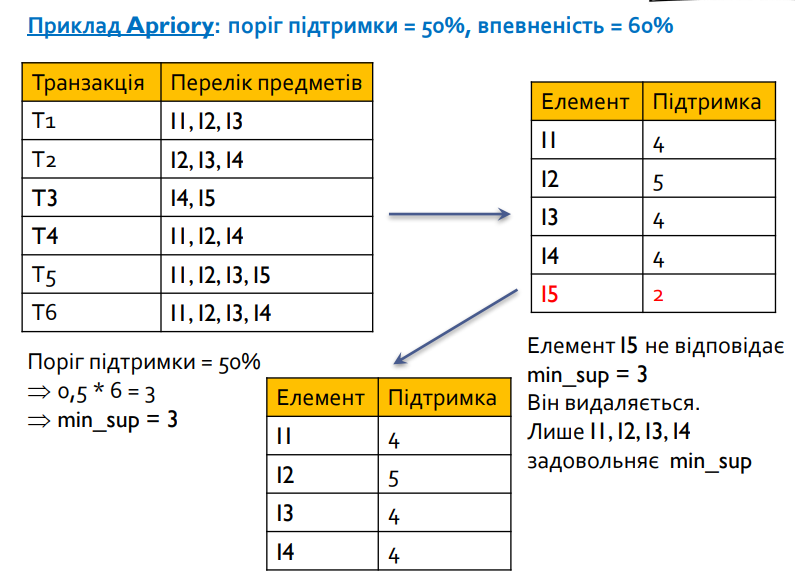 Приклад Apriory: поріг підтримки = 50%, впевненість = 60%
Транзакція Перелік предметів
T1 I1, I2, I3
T2 I2, I3, I4
T3 I4, I5
T4 I1, I2, I4
T5 I1, I2, I3, I5
T6 I1, I2, I3, I4
Елемент Підтримка
I1 4
I2 5
I3 4
I4 4
I5 2
Поріг підтримки = 50%
⇒ 0,5 * 6 = 3
⇒ min_sup = 3
Елемент Підтримка
I1 4
I2 5
I3 4
I4 4
Елемент I5 не відповідає
min_sup = 3
Він видаляється.
Лише I1, I2, I3, I4
задовольняє min_sup